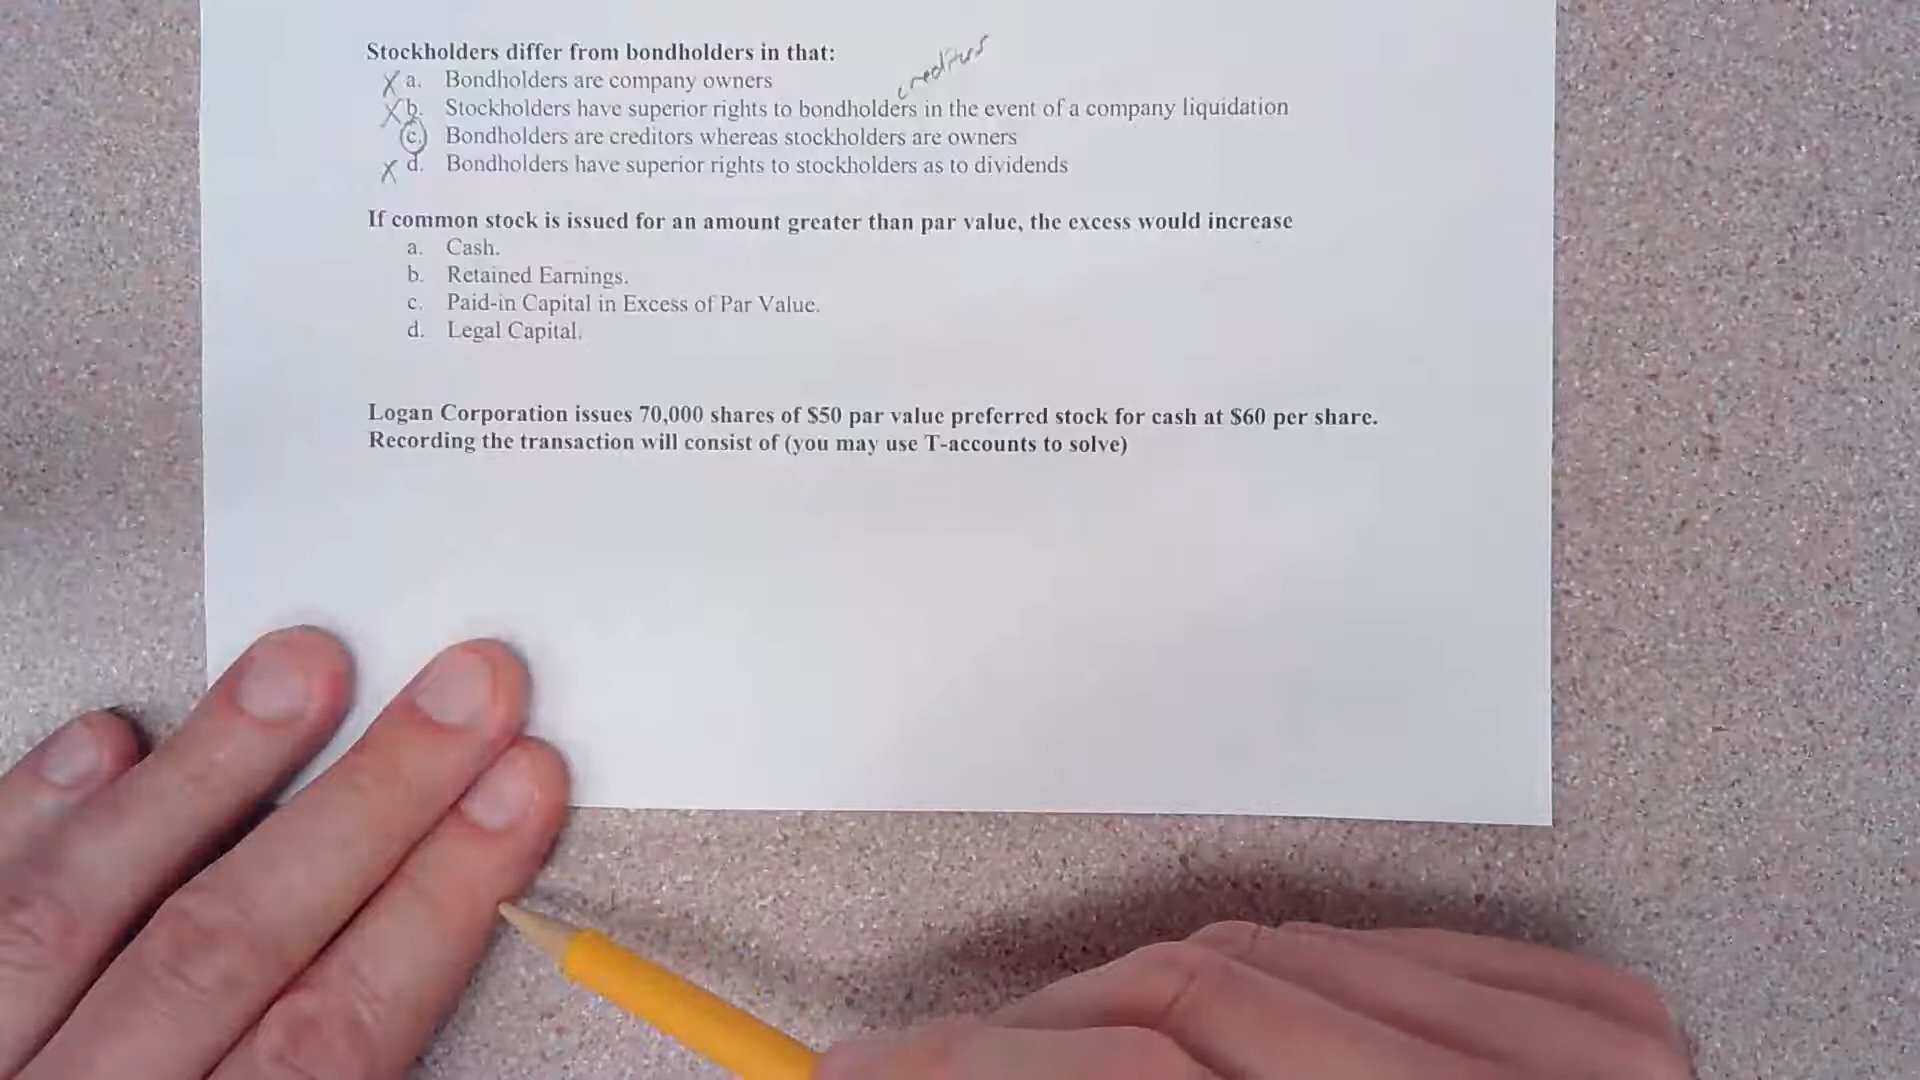 Stockholders differ from bondholders in that:
creditors
X a. Bondholders are company owners
X b. Stockholders have superior rights to bondholders in the event of a company liquidation
c. Bondholders are creditors whereas stockholders are owners
X d. Bondholders have superior rights to stockholders as to dividends
If common stock is issued for an amount greater than par value, the excess would increase
a. Cash.
b. Retained Earnings.
c. Paid-in Capital in Excess of Par Value.
d. Legal Capital.
Logan Corporation issues 70,000 shares of $50 par value preferred stock for cash at $60 per share.
Recording the transaction will consist of (you may use T-accounts to solve)